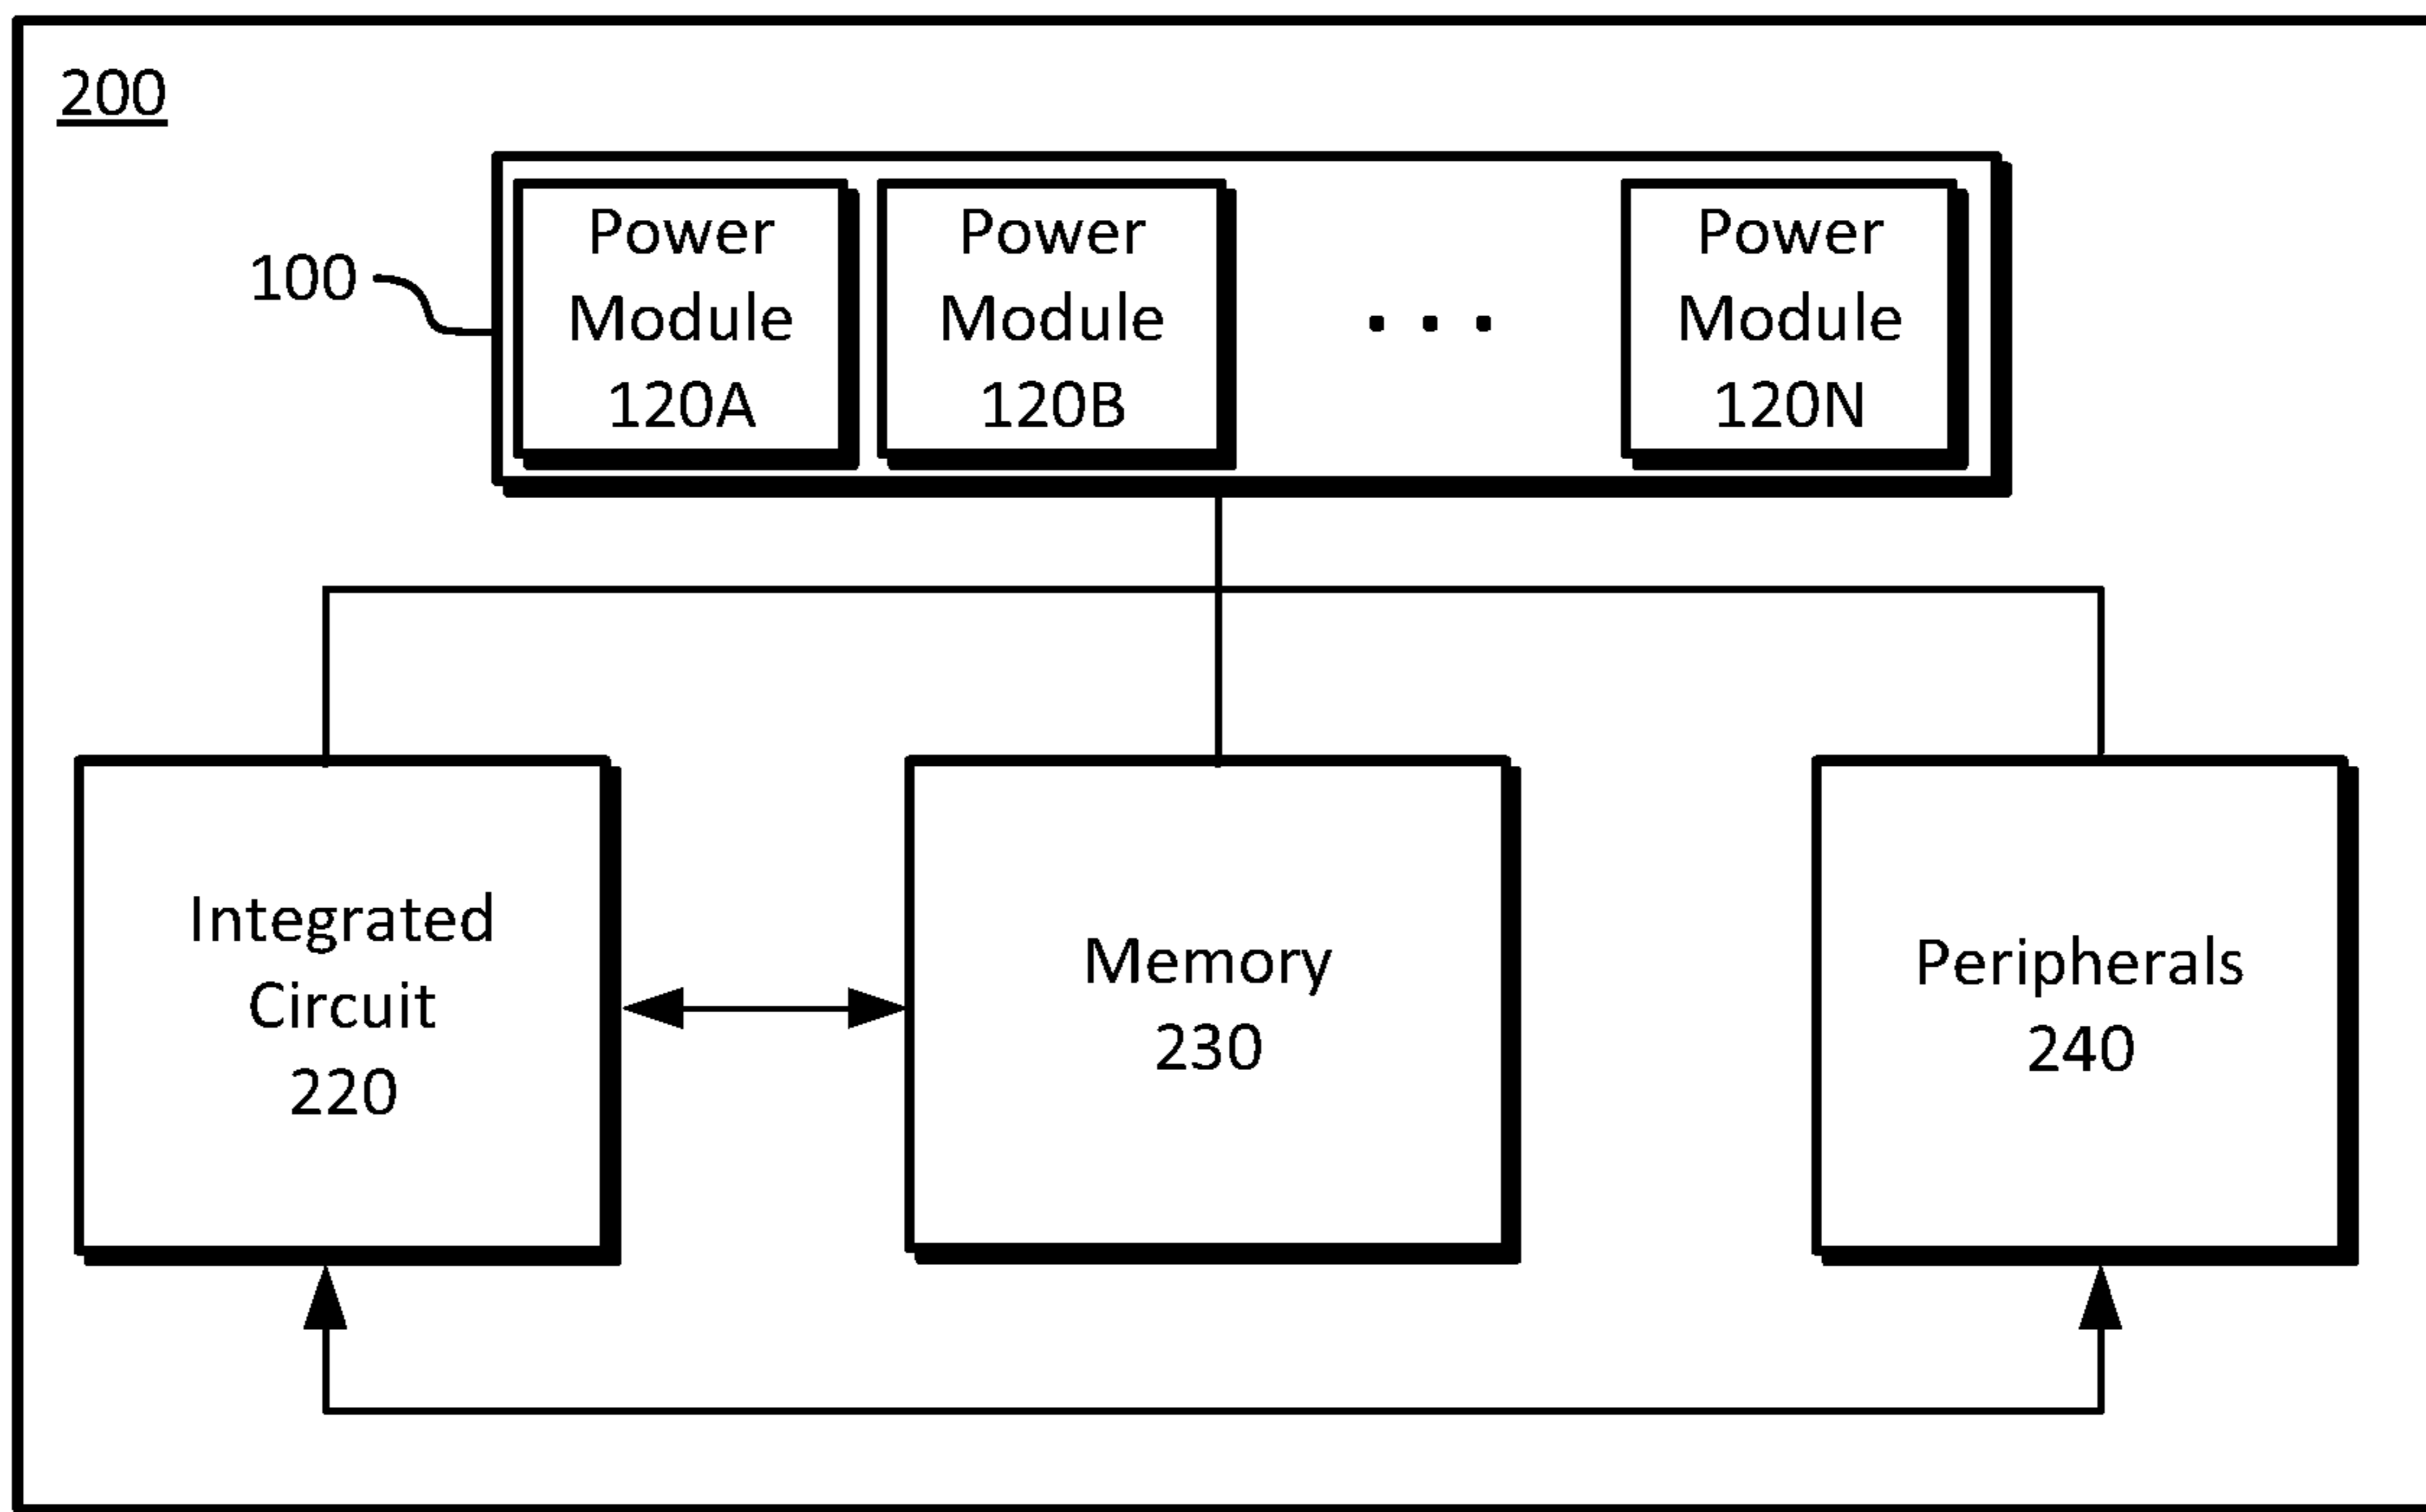 200
100
Power
Module
120A
Power
Module
120B
. . .
Power
Module
120N
Integrated
Circuit
220
Memory
230
Peripherals
240